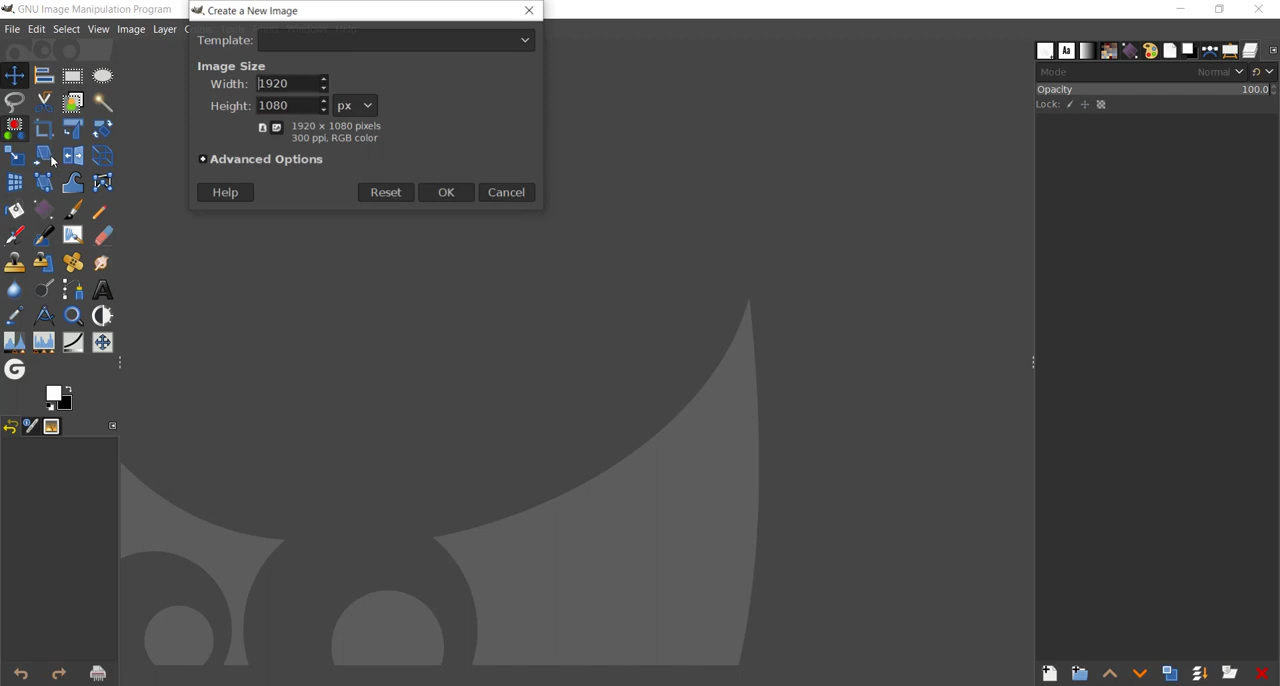 GNU Image Manipulation Program
Create a New Image
File Edit Select View Image Layer
Template:
Image Size
Width: 1920
Height: 1080 px
1920 × 1080 pixels
300 ppi, RGB color
Advanced Options
Help Reset OK Cancel
Mode Normal
Opacity 100.0
Lock: